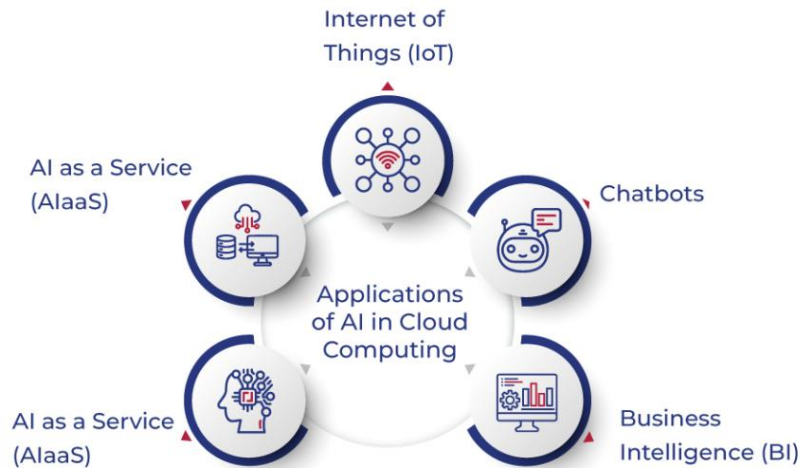 Internet of
Things (IoT)
AI as a Service
(AIaaS)
Chatbots
Applications
of AI in Cloud
Computing
AI as a Service
(AIaaS)
Business
Intelligence (BI)